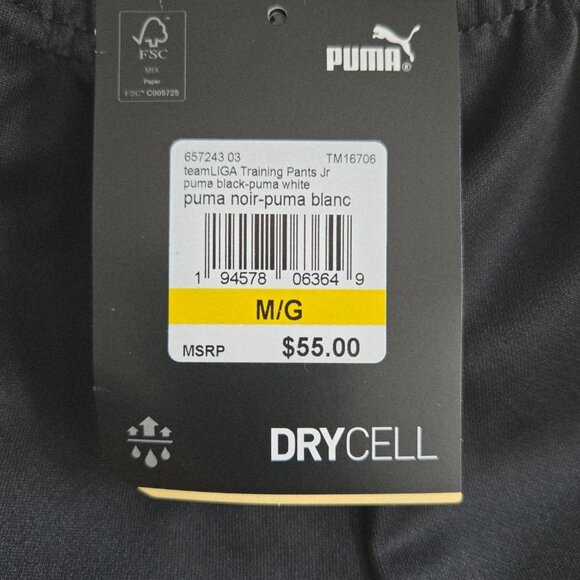 FSC
MIX
Papier
FSC® C005725
PUMA®
657243 03 TM16706
teamLIGA Training Pants Jr
puma black-puma white
puma noir-puma blanc
1 94578 06364 9
M/G
MSRP $55.00
DRYCELL